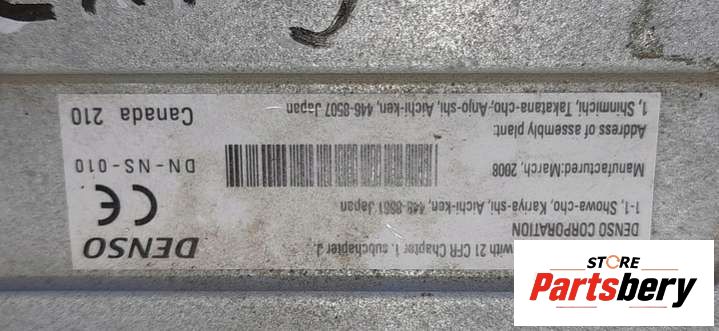 DENSO
with 21 CFR Chapter 1, subchapter J
DENSO CORPORATION
1-1, Showa-cho, Kariya-shi, Aichi-ken, 448-8661 Japan
Manufactured:March, 2008
DN-NS-010
Address of assembly plant:
1, Shinmichi, Takatana-cho, Anjo-shi, Aichi-ken, 446-8507 Japan
Canada 210
CE
STORE
Partsbery